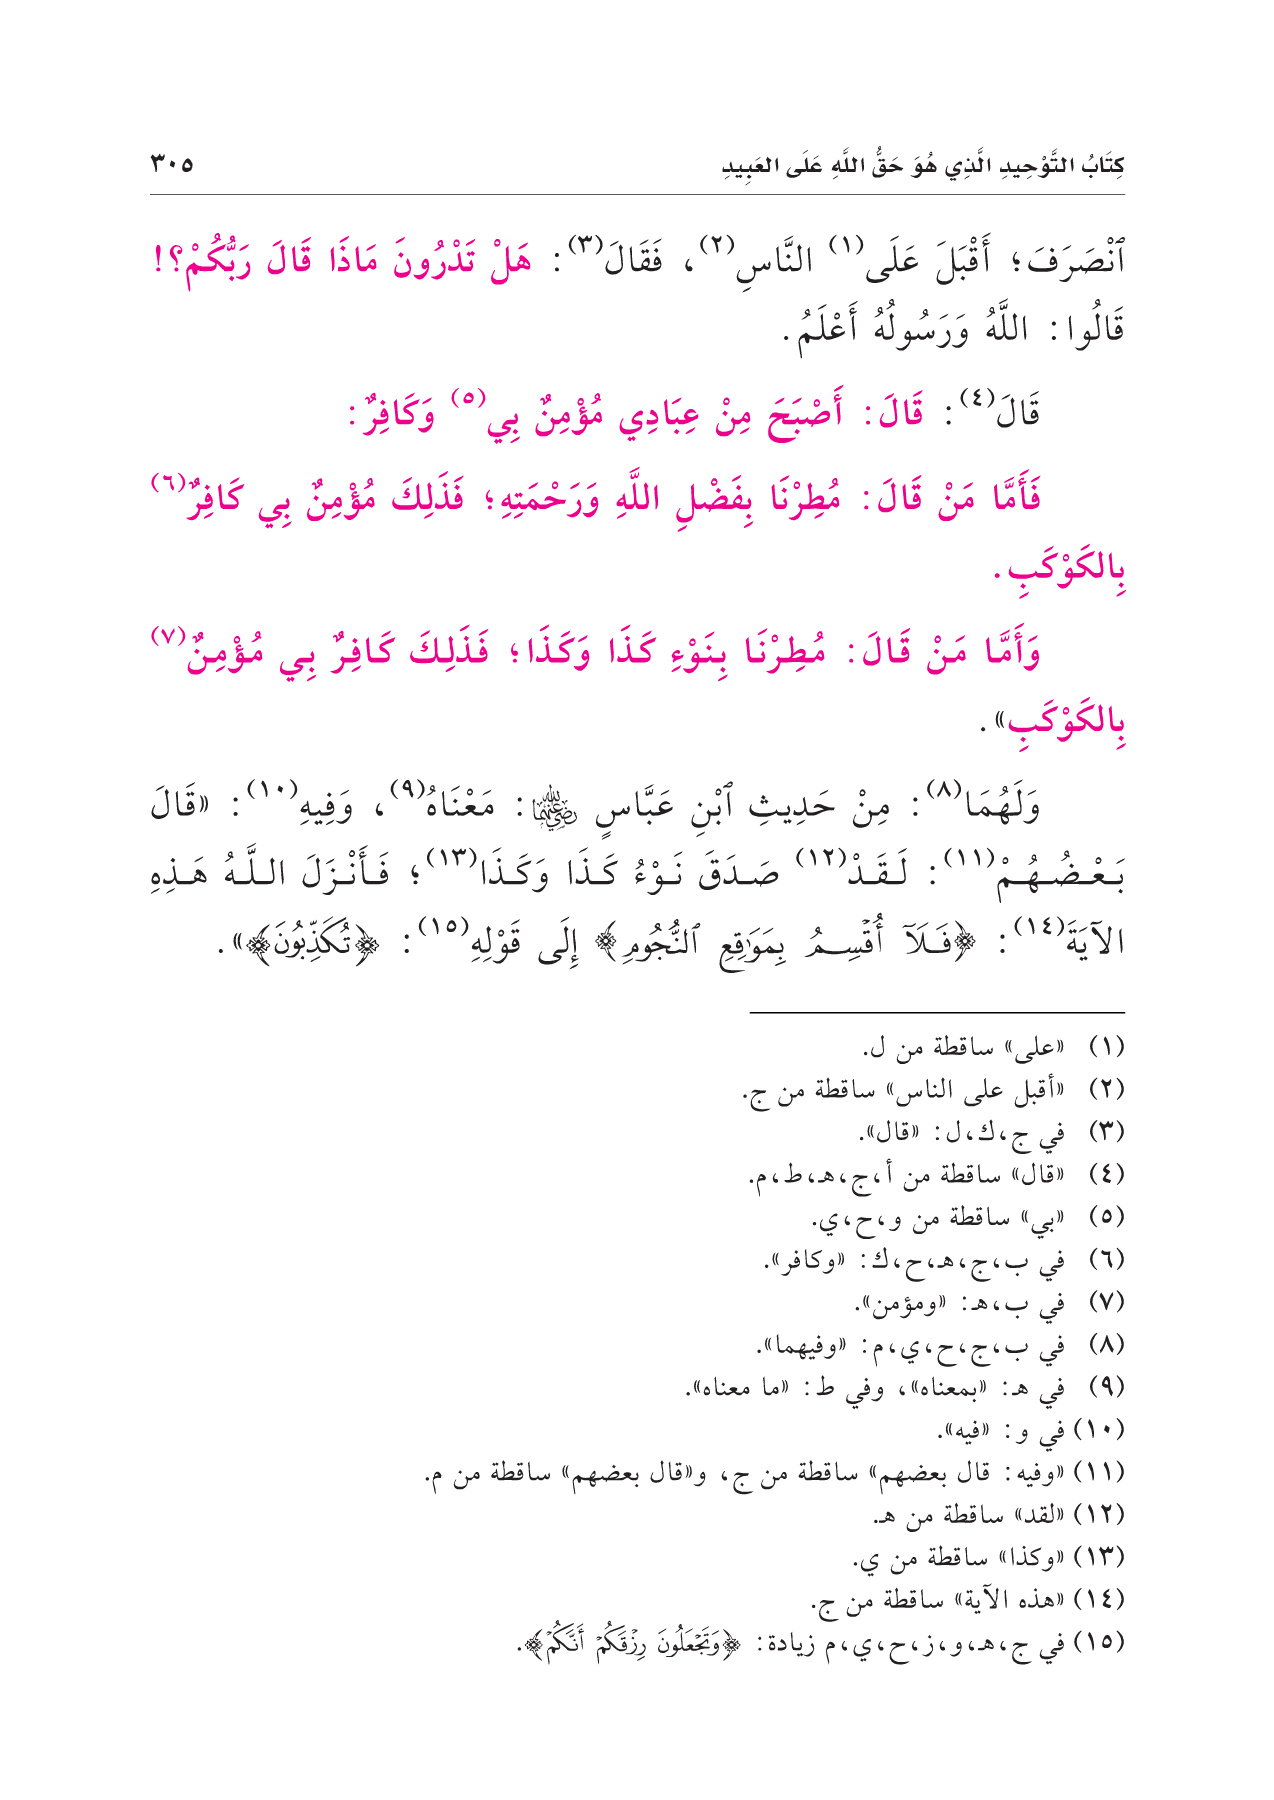 كِتَابُ التَّوْحِيدِ الَّذِي هُوَ حَقُّ اللَّهِ عَلَى العَبِيدِ ٣٠٥
ٱنْصَرَفَ؛ أَقْبَلَ عَلَى(١) النَّاسِ(٢)، فَقَالَ(٣): هَلْ تَدْرُونَ مَاذَا قَالَ رَبُّكُمْ؟!
قَالُوا: اللَّهُ وَرَسُولُهُ أَعْلَمُ.
قَالَ(٤): قَالَ: أَصْبَحَ مِنْ عِبَادِي مُؤْمِنٌ بِي(٥) وَكَافِرٌ:
فَأَمَّا مَنْ قَالَ: مُطِرْنَا بِفَضْلِ اللَّهِ وَرَحْمَتِهِ؛ فَذَلِكَ مُؤْمِنٌ بِي كَافِرٌ(٦)
بِالكَوْكَبِ.
وَأَمَّا مَنْ قَالَ: مُطِرْنَا بِنَوْءِ كَذَا وَكَذَا؛ فَذَلِكَ كَافِرٌ بِي مُؤْمِنٌ(٧)
بِالكَوْكَبِ».
وَلَهُمَا(٨): مِنْ حَدِيثِ ٱبْنِ عَبَّاسٍ رضي الله عنهما: مَعْنَاهُ(٩)، وَفِيهِ(١٠): «قَالَ
بَعْضُهُمْ(١١): لَقَدْ(١٢) صَدَقَ نَوْءُ كَذَا وَكَذَا(١٣)؛ فَأَنْزَلَ اللَّهُ هَذِهِ
الآيَةَ(١٤): ﴿فَلَآ أُقْسِمُ بِمَوَٰقِعِ ٱلنُّجُومِ﴾ إِلَى قَوْلِهِ(١٥): ﴿تُكَذِّبُونَ﴾».
(١) «على» ساقطة من ل.
(٢) «أقبل على الناس» ساقطة من ج.
(٣) في ج، ك، ل: «قال».
(٤) «قال» ساقطة من أ، ج، هـ، ط، م.
(٥) «بي» ساقطة من و، ح، ي.
(٦) في ب، ج، هـ، ح، ك: «وكافر».
(٧) في ب، هـ: «ومؤمن».
(٨) في ب، ج، ح، ي، م: «وفيهما».
(٩) في هـ: «بمعناه»، وفي ط: «ما معناه».
(١٠) في و: «فيه».
(١١) «وفيه: قال بعضهم» ساقطة من ج، و«قال بعضهم» ساقطة من م.
(١٢) «لقد» ساقطة من هـ.
(١٣) «وكذا» ساقطة من ي.
(١٤) «هذه الآية» ساقطة من ج.
(١٥) في ج، هـ، و، ز، ح، ي، م زيادة: ﴿وَتَجْعَلُونَ رِزْقَكُمْ أَنَّكُمْ﴾.